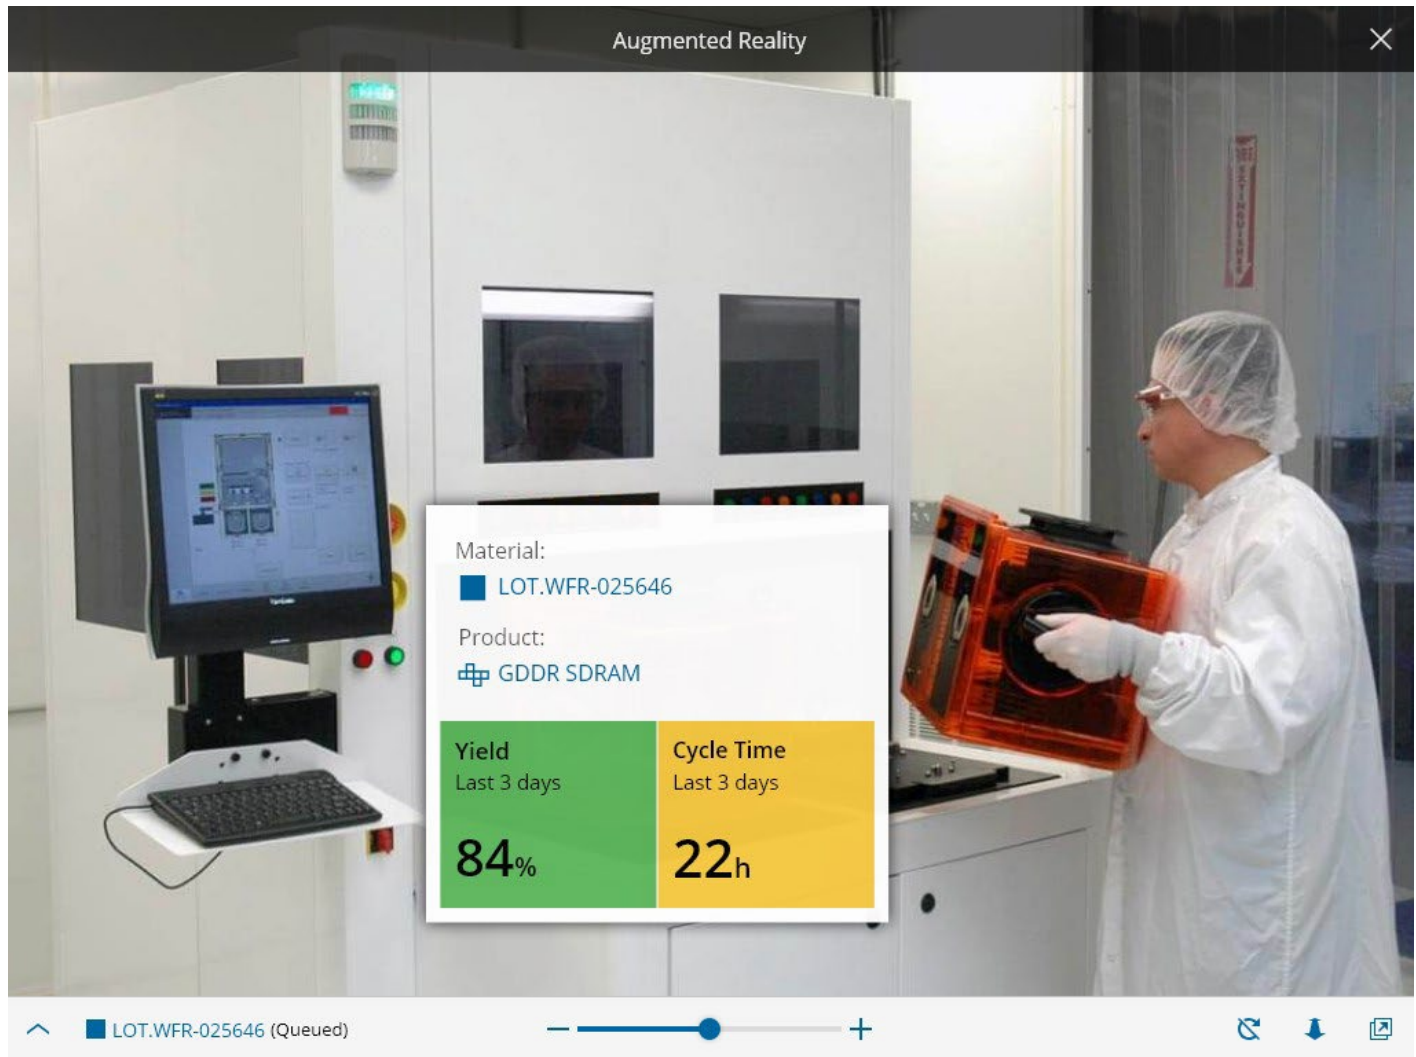 Augmented Reality
EXTINGUISHER
Material:
LOT.WFR-025646
Product:
GDDR SDRAM
Yield
Last 3 days
84%
Cycle Time
Last 3 days
22h
LOT.WFR-025646 (Queued)